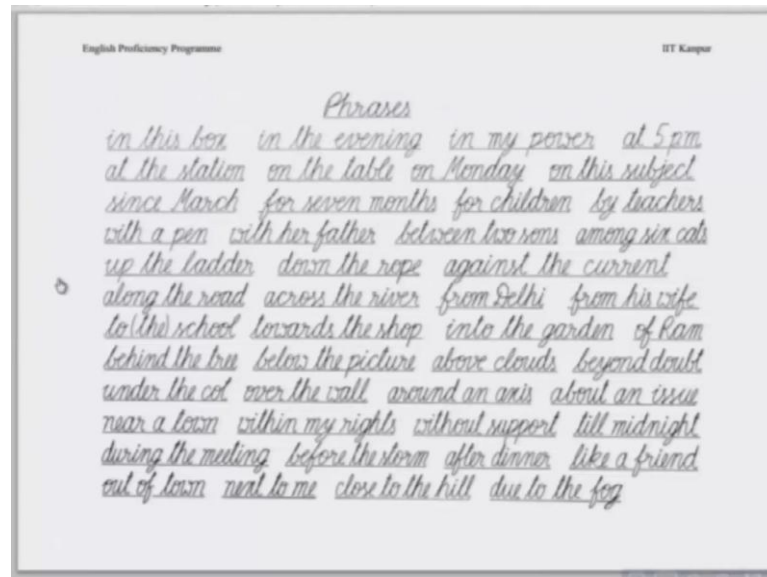 English Proficiency Programme IIT Kanpur
Phrases
in this box in the evening in my power at 5 pm
at the station on the table on Monday on this subject
since March for seven months for children by teachers
with a pen with her father between two sons among six cats
up the ladder down the rope against the current
along the road across the river from Delhi from his wife
to (the) school towards the shop into the garden of Ram
behind the tree below the picture above clouds beyond doubt
under the cot over the wall around an axis about an issue
near a town within my rights without support till midnight
during the meeting before the storm after dinner like a friend
out of town next to me close to the hill due to the fog